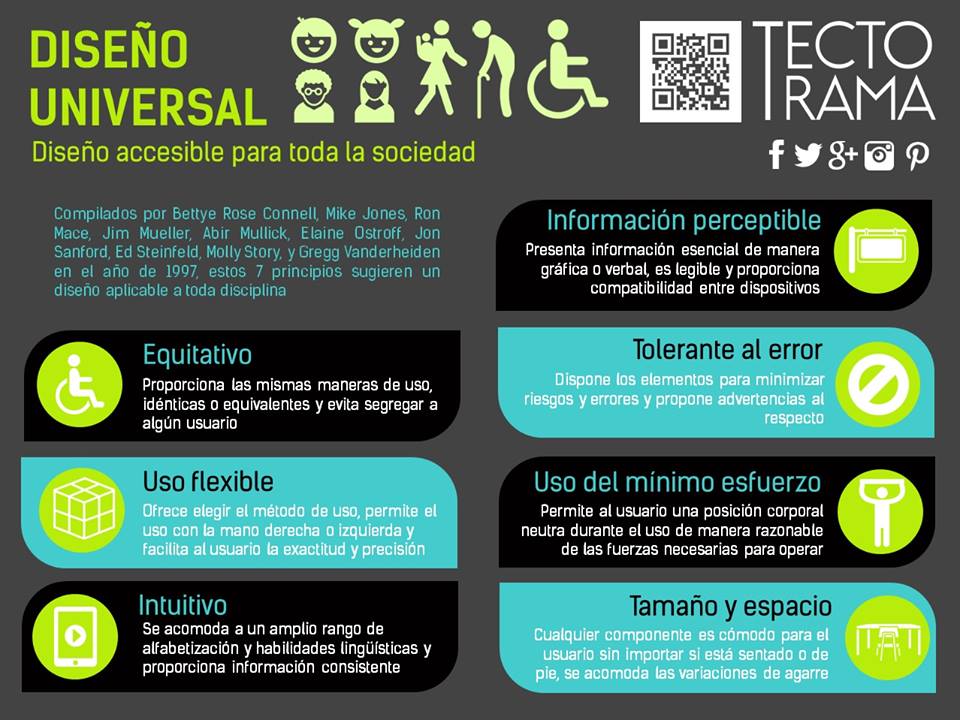 DISEÑO
UNIVERSAL
Diseño accesible para toda la sociedad
TECTO
RAMA
f
g+
Compilados por Bettye Rose Connell, Mike Jones, Ron
Mace, Jim Mueller, Abir Mullick, Elaine Ostroff, Jon
Sanford, Ed Steinfeld, Molly Story, y Gregg Vanderheiden
en el año de 1997, estos 7 principios sugieren un
diseño aplicable a toda disciplina
Equitativo
Proporciona las mismas maneras de uso,
idénticas o equivalentes y evita segregar a
algún usuario
Uso flexible
Ofrece elegir el método de uso, permite el
uso con la mano derecha o izquierda y
facilita al usuario la exactitud y precisión
Intuitivo
Se acomoda a un amplio rango de
alfabetización y habilidades lingüísticas y
proporciona información consistente
Información perceptible
Presenta información esencial de manera
gráfica o verbal, es legible y proporciona
compatibilidad entre dispositivos
Tolerante al error
Dispone los elementos para minimizar
riesgos y errores y propone advertencias al
respecto
Uso del mínimo esfuerzo
Permite al usuario una posición corporal
neutra durante el uso de manera razonable
de las fuerzas necesarias para operar
Tamaño y espacio
Cualquier componente es cómodo para el
usuario sin importar si está sentado o de
pie, se acomoda las variaciones de agarre